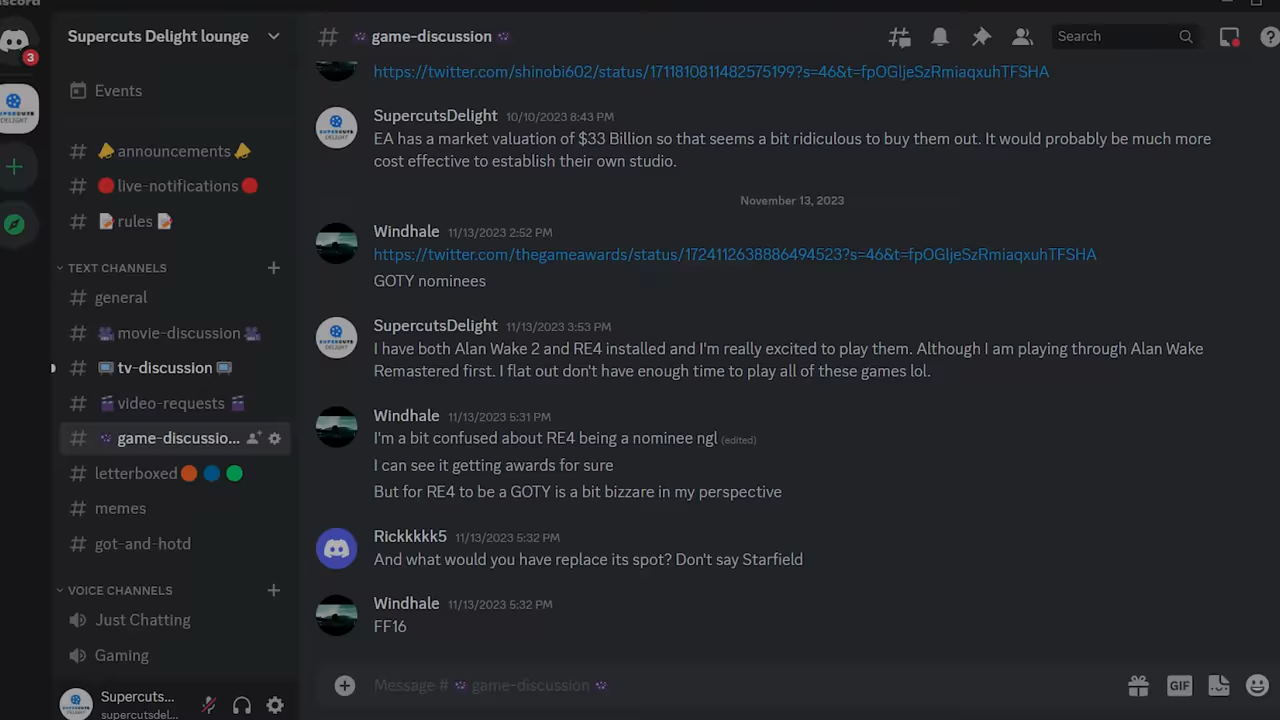 Discord
Supercuts Delight lounge
Events
announcements
live-notifications
rules
TEXT CHANNELS
general
movie-discussion
tv-discussion
video-requests
game-discussio...
letterboxed
memes
got-and-hotd
VOICE CHANNELS
Just Chatting
Gaming
Supercuts...
supercutsdel...
3
SUPERCUTS
DELIGHT
# game-discussion
Search
https://twitter.com/shinobi602/status/1711810811482575199?s=46&t=fpOGljeSzRmiaqxuhTFSHA
SupercutsDelight 10/10/2023 8:43 PM
EA has a market valuation of $33 Billion so that seems a bit ridiculous to buy them out. It would probably be much more
cost effective to establish their own studio.
November 13, 2023
Windhale 11/13/2023 2:52 PM
https://twitter.com/thegameawards/status/1724112638886494523?s=46&t=fpOGljeSzRmiaqxuhTFSHA
GOTY nominees
SupercutsDelight 11/13/2023 3:53 PM
I have both Alan Wake 2 and RE4 installed and I'm really excited to play them. Although I am playing through Alan Wake
Remastered first. I flat out don't have enough time to play all of these games lol.
Windhale 11/13/2023 5:31 PM
I'm a bit confused about RE4 being a nominee ngl (edited)
I can see it getting awards for sure
But for RE4 to be a GOTY is a bit bizzare in my perspective
Rickkkkk5 11/13/2023 5:32 PM
And what would you have replace its spot? Don't say Starfield
Windhale 11/13/2023 5:32 PM
FF16
Message # game-discussion
GIF